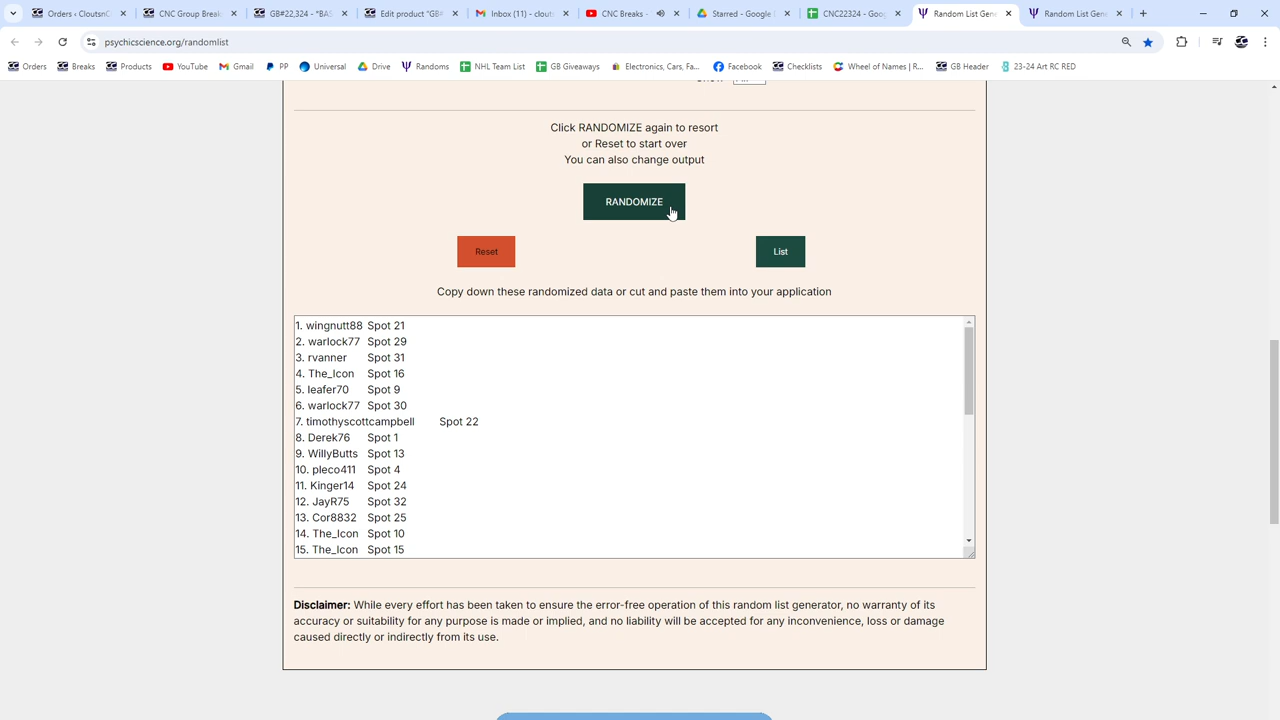 Orders ‹ CloutsnC
CNC Group Break
GB#22,324 - "BAS
Edit product "GB#
Inbox (11) - clouts
CNC Breaks -
Starred - Google
CNC22324 - Goog
Random List Gene
Random List Gene
psychicscience.org/randomlist
Orders
Breaks
Products
YouTube
Gmail
PP
Universal
Drive
Randoms
NHL Team List
GB Giveaways
Electronics, Cars, Fa...
Facebook
Checklists
Wheel of Names | R...
GB Header
23-24 Art RC RED
Click RANDOMIZE again to resort
or Reset to start over
You can also change output
RANDOMIZE
Reset
List
Copy down these randomized data or cut and paste them into your application
1. wingnutt88 Spot 21
2. warlock77 Spot 29
3. rvanner Spot 31
4. The_Icon Spot 16
5. leafer70 Spot 9
6. warlock77 Spot 30
7. timothyscottcampbell Spot 22
8. Derek76 Spot 1
9. WillyButts Spot 13
10. pleco411 Spot 4
11. Kinger14 Spot 24
12. JayR75 Spot 32
13. Cor8832 Spot 25
14. The_Icon Spot 10
15. The_Icon Spot 15
Disclaimer: While every effort has been taken to ensure the error-free operation of this random list generator, no warranty of its
accuracy or suitability for any purpose is made or implied, and no liability will be accepted for any inconvenience, loss or damage
caused directly or indirectly from its use.